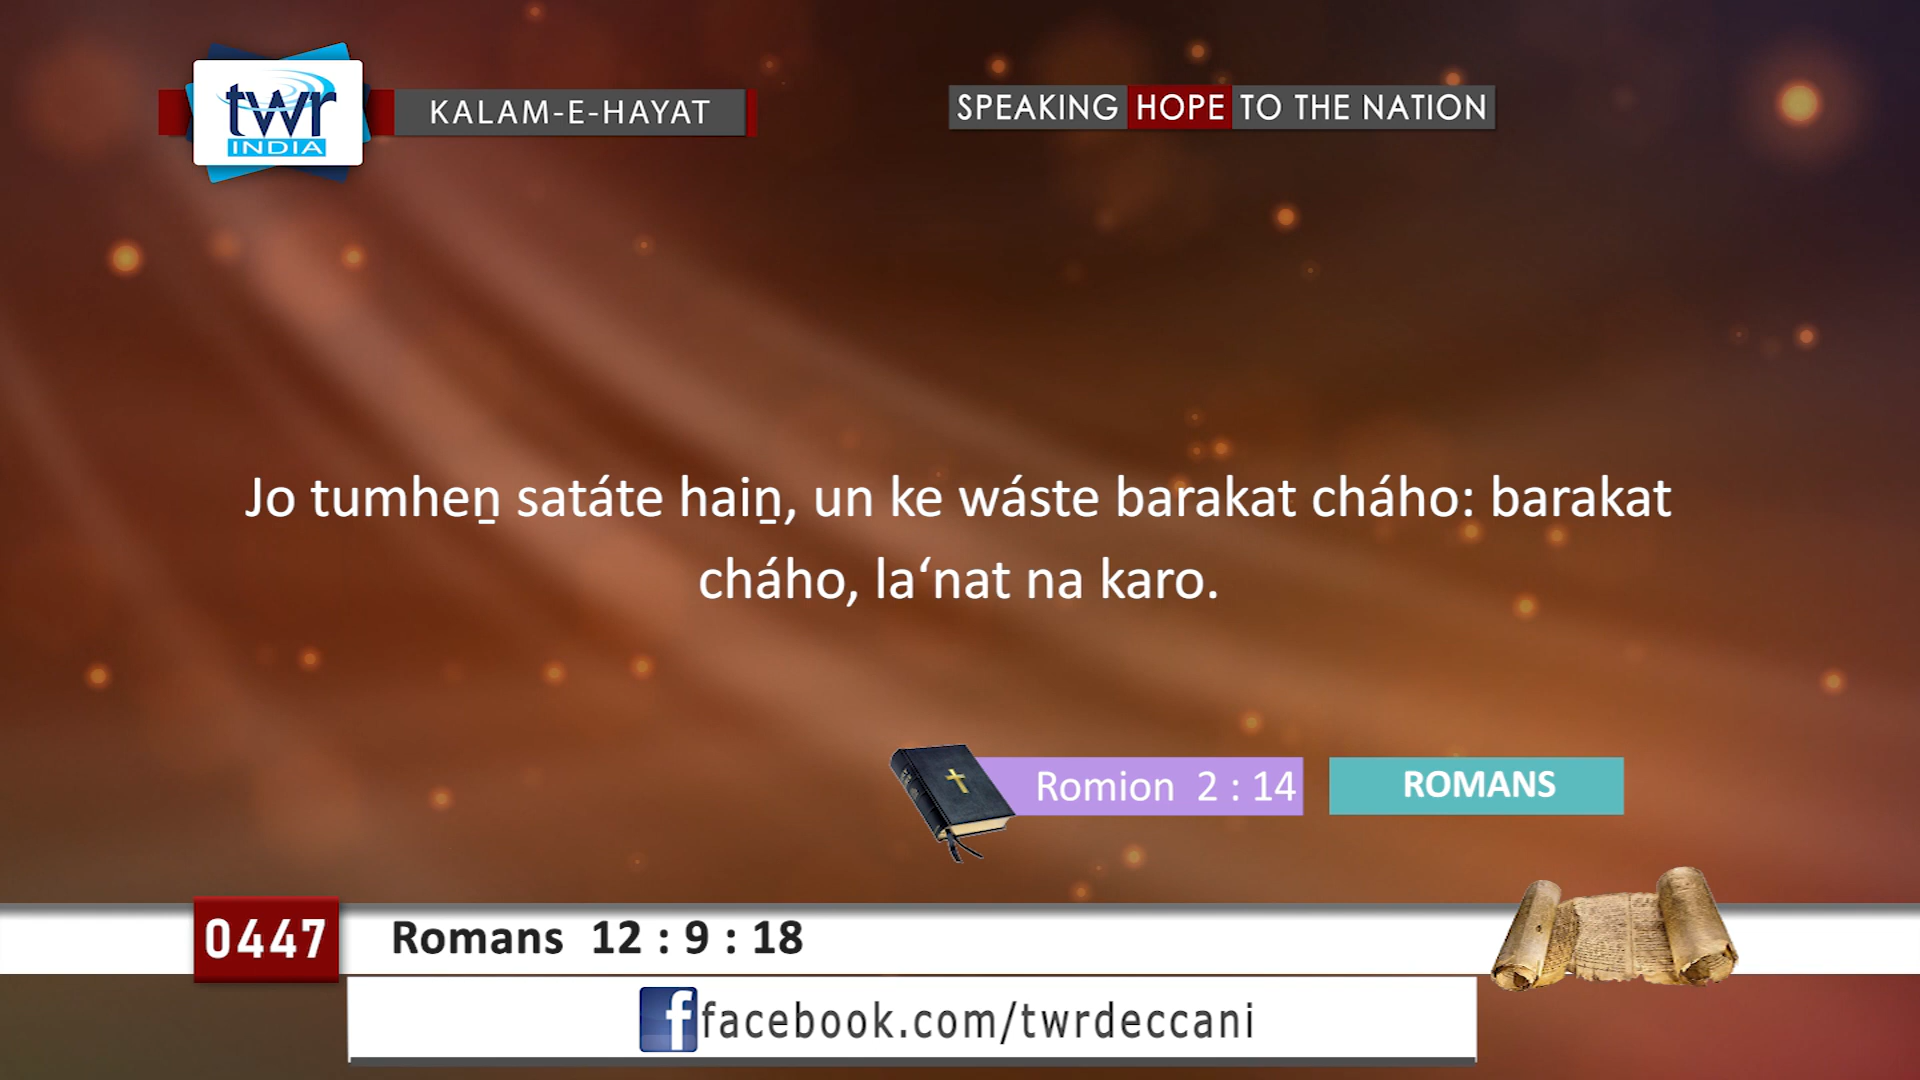 twr
INDIA
KALAM-E-HAYAT
SPEAKING HOPE TO THE NATION
Jo tumheṉ satáte haiṉ, un ke wáste barakat cháho: barakat
cháho, la‘nat na karo.
Romion 2 : 14
ROMANS
0447
Romans 12 : 9 : 18
facebook.com/twrdeccani